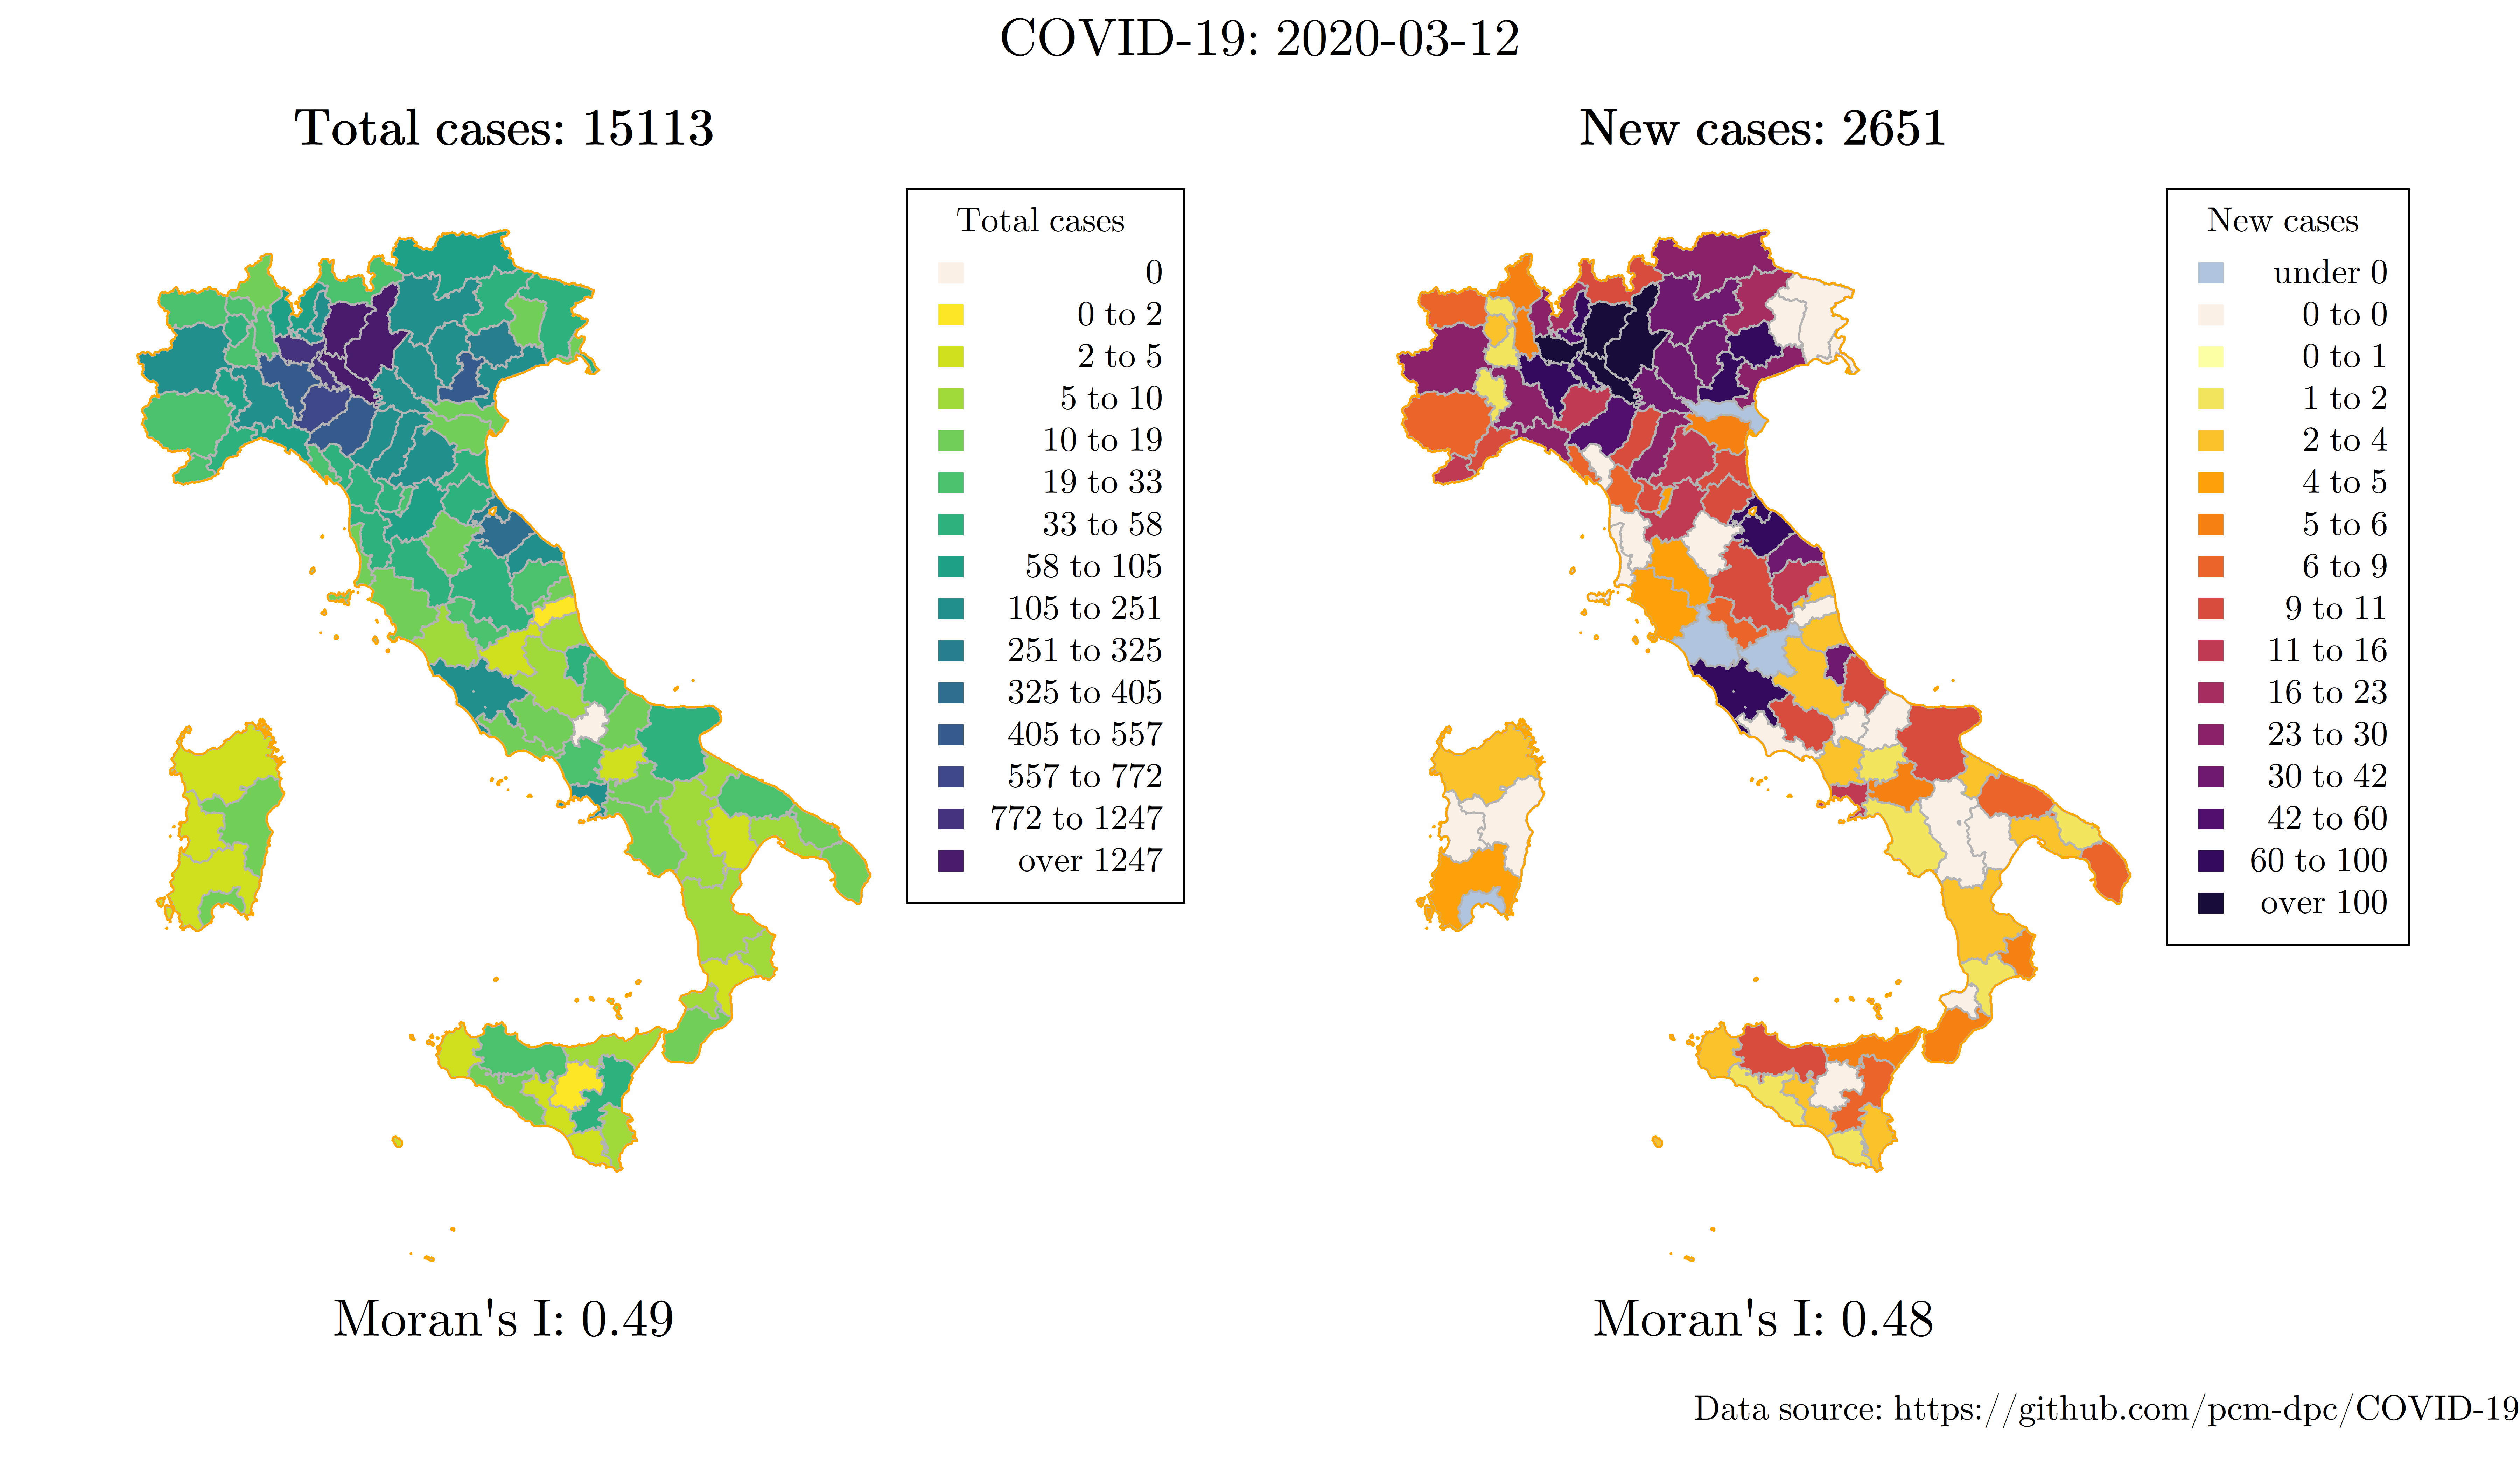 COVID-19: 2020-03-12
Total cases: 15113
Total cases
0
0 to 2
2 to 5
5 to 10
10 to 19
19 to 33
33 to 58
58 to 105
105 to 251
251 to 325
325 to 405
405 to 557
557 to 772
772 to 1247
over 1247
Moran's I: 0.49
New cases: 2651
New cases
under 0
0 to 0
0 to 1
1 to 2
2 to 4
4 to 5
5 to 6
6 to 9
9 to 11
11 to 16
16 to 23
23 to 30
30 to 42
42 to 60
60 to 100
over 100
Moran's I: 0.48
Data source: https://github.com/pcm-dpc/COVID-19